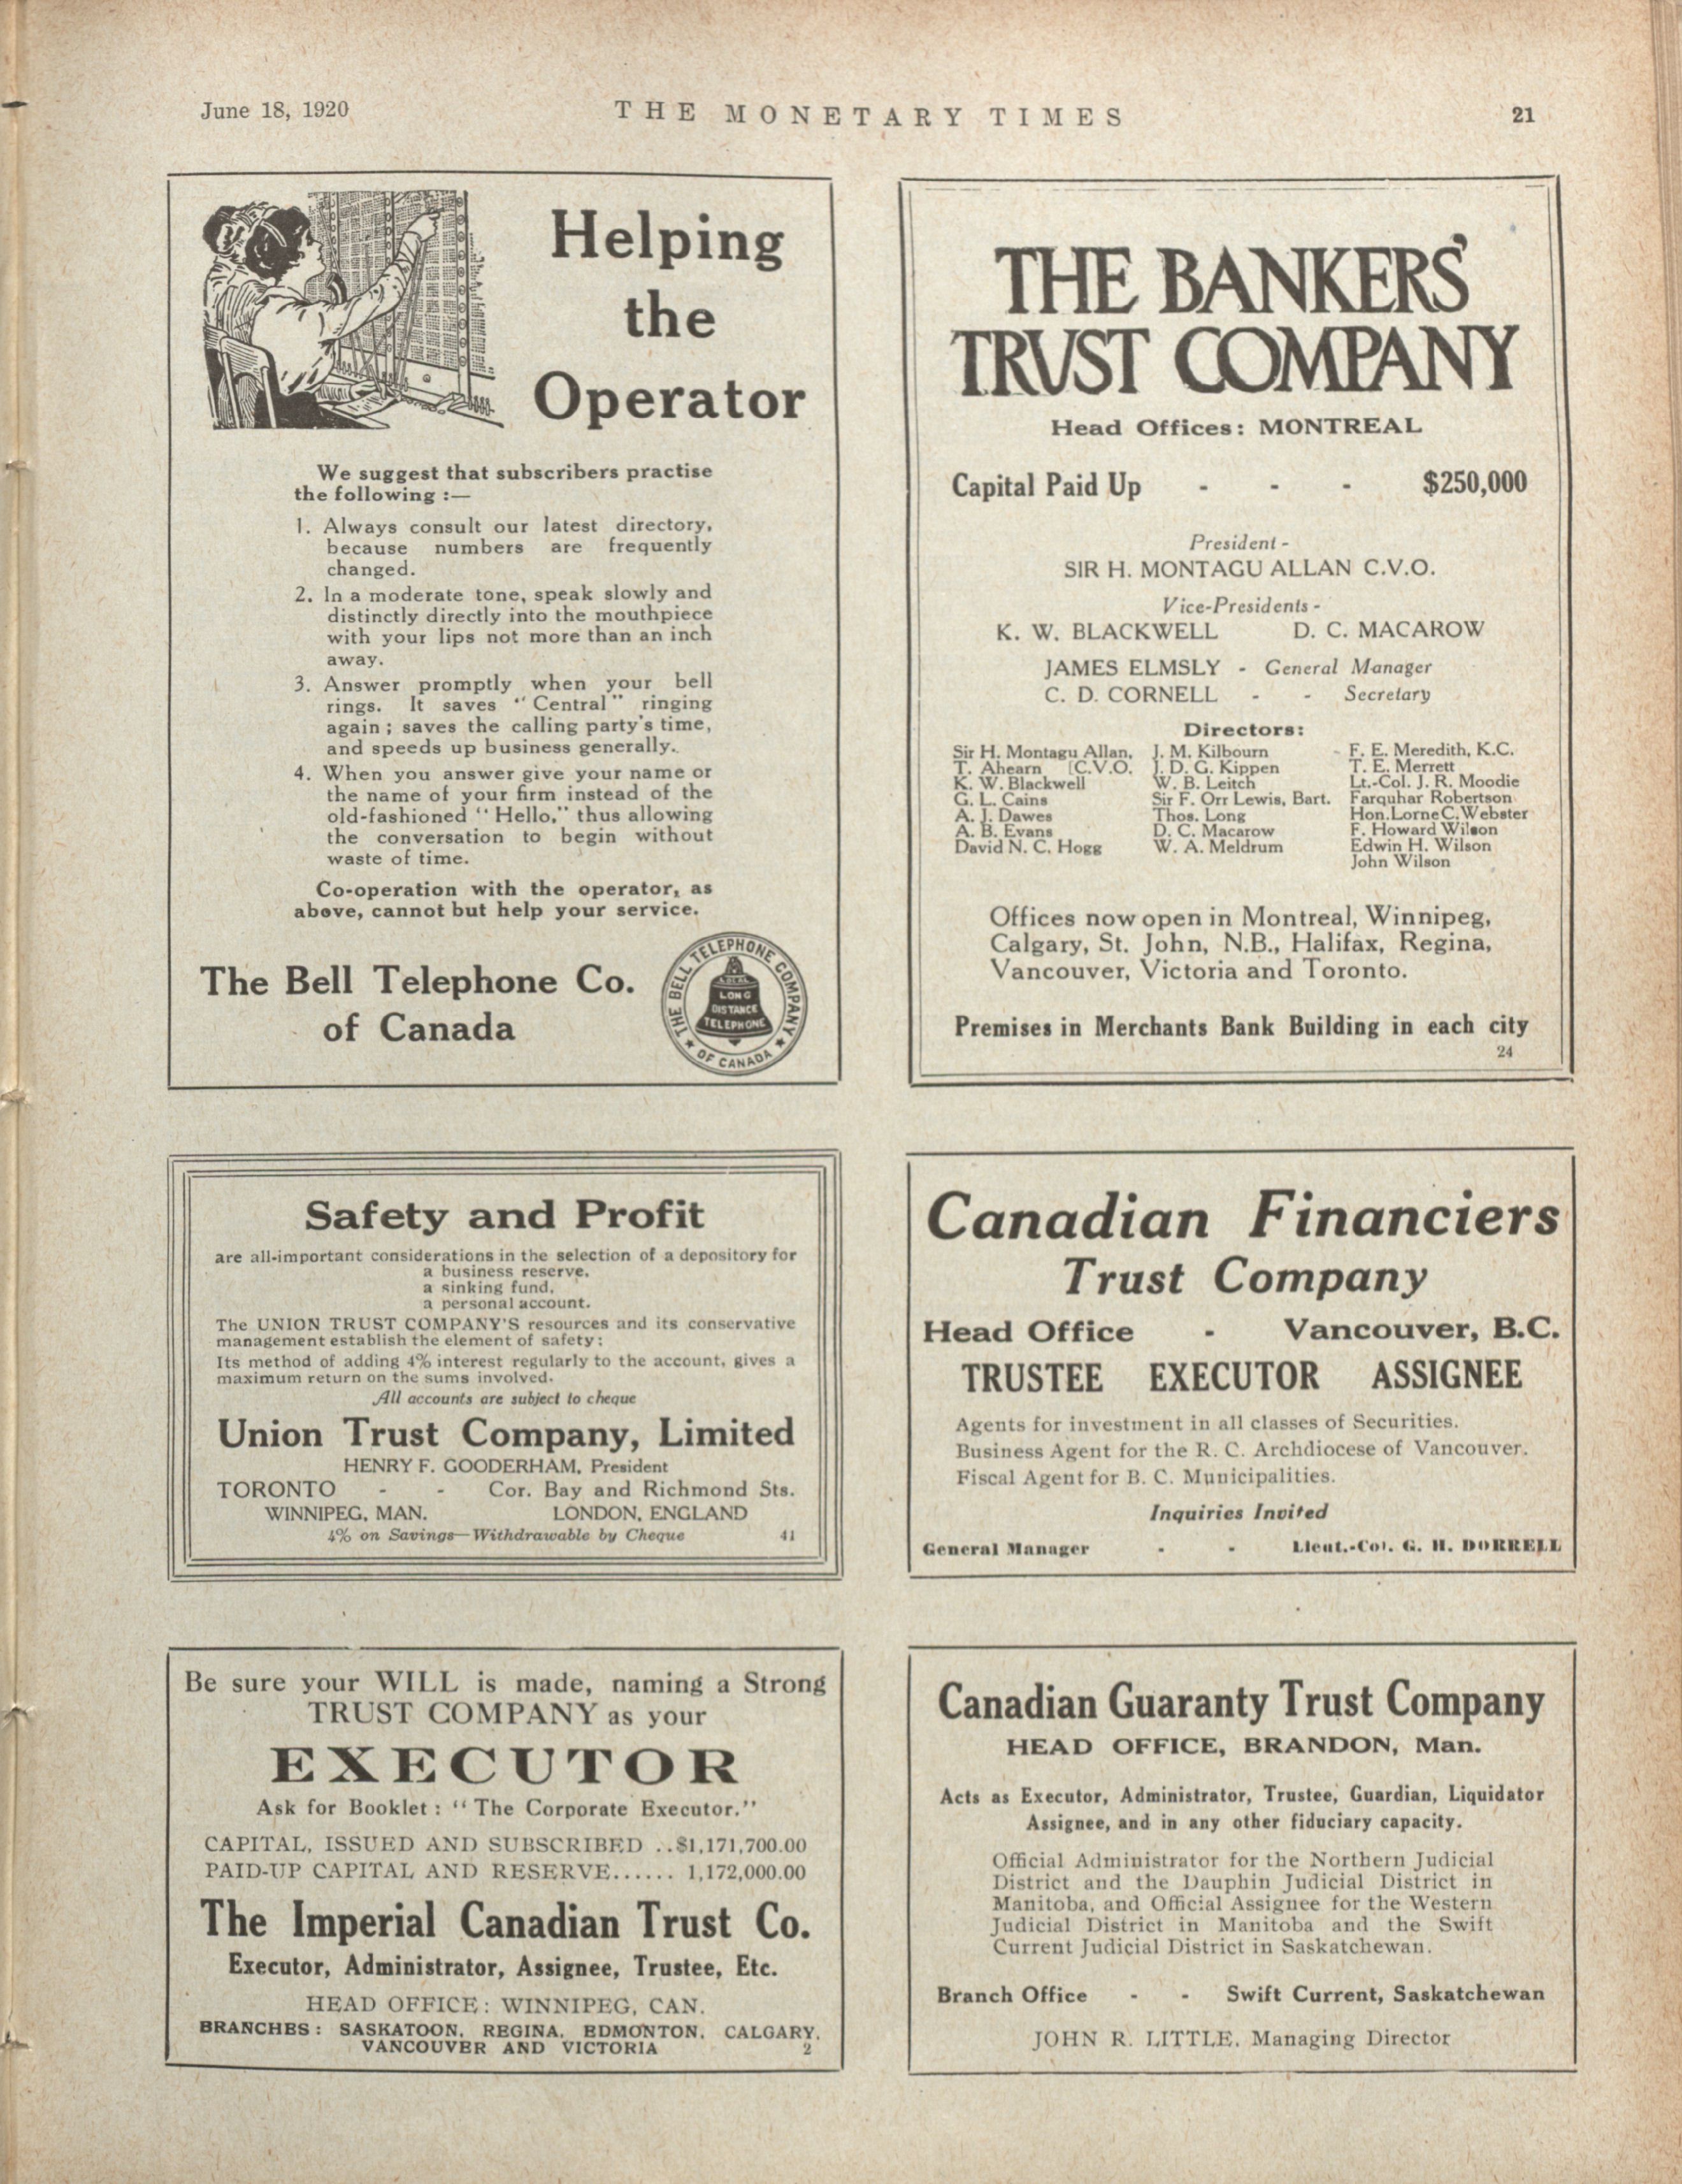 June 18, 1920
THE MONETARY TIMES
21
Helping
the
Operator
We suggest that subscribers practise
the following :—
1. Always consult our latest directory,
because numbers are frequently
changed.
2. In a moderate tone, speak slowly and
distinctly directly into the mouthpiece
with your lips not more than an inch
away.
3. Answer promptly when your bell
rings. It saves "Central" ringing
again ; saves the calling party's time,
and speeds up business generally.
4. When you answer give your name or
the name of your firm instead of the
old-fashioned "Hello," thus allowing
the conversation to begin without
waste of time.
Co-operation with the operator, as
above, cannot but help your service.
The Bell Telephone Co.
of Canada
THE BELL TELEPHONE COMPANY
OF CANADA
LOCAL
LONG
DISTANCE
TELEPHONE
THE BANKERS'
TRVST COMPANY
Head Offices: MONTREAL
Capital Paid Up - - - $250,000
President -
SIR H. MONTAGU ALLAN C.V.O.
Vice-Presidents -
K. W. BLACKWELL D. C. MACAROW
JAMES ELMSLY - General Manager
C. D. CORNELL - - Secretary
Directors:
Sir H. Montagu Allan, J. M. Kilbourn - F. E. Meredith, K.C.
T. Ahearn [C.V.O. J. D. G. Kippen T. E. Merrett
K. W. Blackwell W. B. Leitch Lt.-Col. J. R. Moodie
G. L. Cains Sir F. Orr Lewis, Bart. Farquhar Robertson
A. J. Dawes Thos. Long Hon. Lorne C. Webster
A. B. Evans D. C. Macarow F. Howard Wilson
David N. C. Hogg W. A. Meldrum Edwin H. Wilson
John Wilson
Offices now open in Montreal, Winnipeg,
Calgary, St. John, N.B., Halifax, Regina,
Vancouver, Victoria and Toronto.
Premises in Merchants Bank Building in each city
24
Safety and Profit
are all-important considerations in the selection of a depository for
a business reserve,
a sinking fund,
a personal account.
The UNION TRUST COMPANY'S resources and its conservative
management establish the element of safety:
Its method of adding 4% interest regularly to the account, gives a
maximum return on the sums involved.
All accounts are subject to cheque
Union Trust Company, Limited
HENRY F. GOODERHAM, President
TORONTO - - Cor. Bay and Richmond Sts.
WINNIPEG, MAN. LONDON, ENGLAND
4% on Savings—Withdrawable by Cheque 41
Canadian Financiers
Trust Company
Head Office - Vancouver, B.C.
TRUSTEE EXECUTOR ASSIGNEE
Agents for investment in all classes of Securities.
Business Agent for the R. C. Archdiocese of Vancouver.
Fiscal Agent for B. C. Municipalities.
Inquiries Invited
General Manager - - Lieut.-Col. G. H. DORRELL
Be sure your WILL is made, naming a Strong
TRUST COMPANY as your
EXECUTOR
Ask for Booklet : "The Corporate Executor."
CAPITAL, ISSUED AND SUBSCRIBED ..$1,171,700.00
PAID-UP CAPITAL AND RESERVE...... 1,172,000.00
The Imperial Canadian Trust Co.
Executor, Administrator, Assignee, Trustee, Etc.
HEAD OFFICE: WINNIPEG, CAN.
BRANCHES : SASKATOON, REGINA, EDMONTON, CALGARY,
VANCOUVER AND VICTORIA 2
Canadian Guaranty Trust Company
HEAD OFFICE, BRANDON, Man.
Acts as Executor, Administrator, Trustee, Guardian, Liquidator
Assignee, and in any other fiduciary capacity.
Official Administrator for the Northern Judicial
District and the Dauphin Judicial District in
Manitoba, and Official Assignee for the Western
Judicial District in Manitoba and the Swift
Current Judicial District in Saskatchewan.
Branch Office - - Swift Current, Saskatchewan
JOHN R. LITTLE, Managing Director